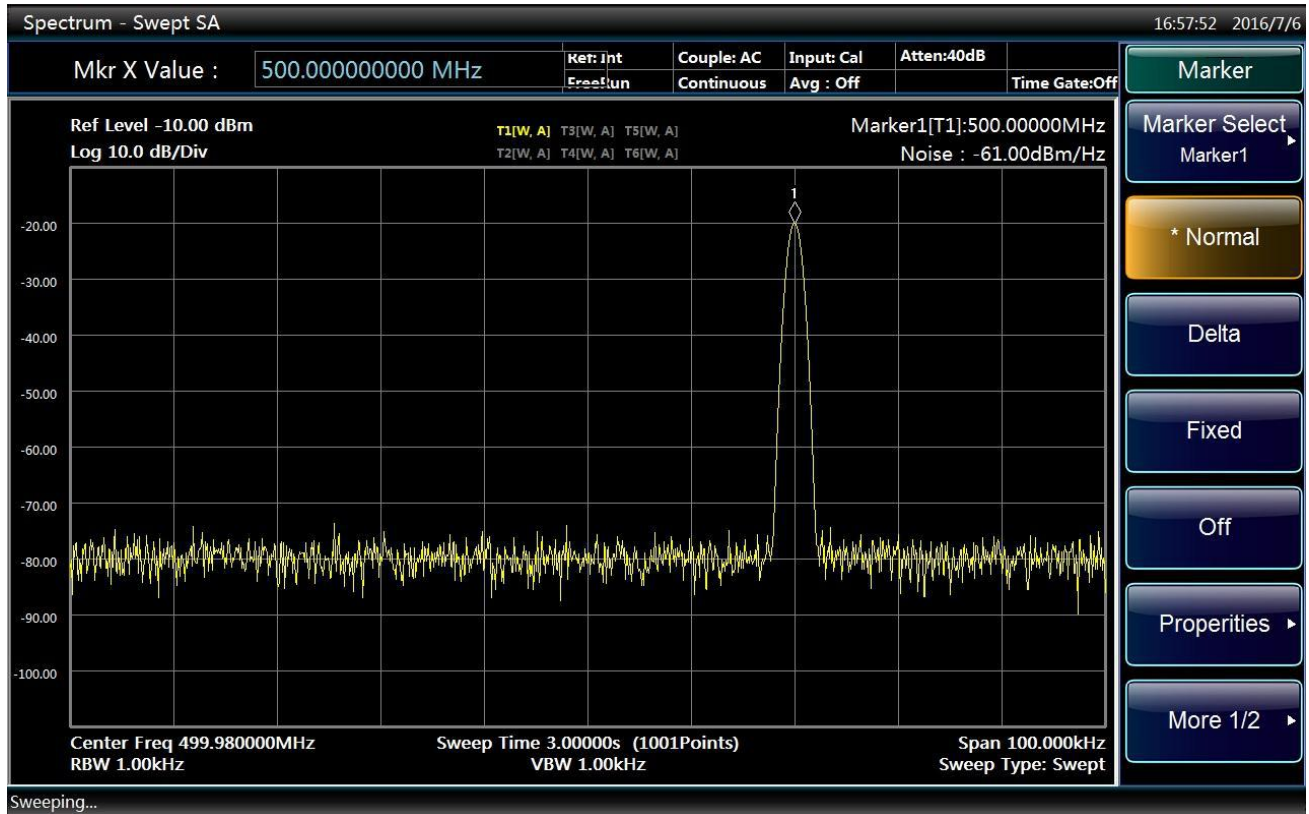 Spectrum - Swept SA
16:57:52 2016/7/6
Mkr X Value : 500.000000000 MHz
Ref: Int Couple: AC Input: Cal Atten:40dB
FreeRun Continuous Avg : Off Time Gate:Off
Ref Level -10.00 dBm
Log 10.0 dB/Div
T1[W, A] T3[W, A] T5[W, A]
T2[W, A] T4[W, A] T6[W, A]
Marker1[T1]:500.00000MHz
Noise : -61.00dBm/Hz
1
-20.00
-30.00
-40.00
-50.00
-60.00
-70.00
-80.00
-90.00
-100.00
Center Freq 499.980000MHz Sweep Time 3.00000s (1001Points) Span 100.000kHz
RBW 1.00kHz VBW 1.00kHz Sweep Type: Swept
Sweeping...
Marker
Marker Select
Marker1
* Normal
Delta
Fixed
Off
Properities
More 1/2